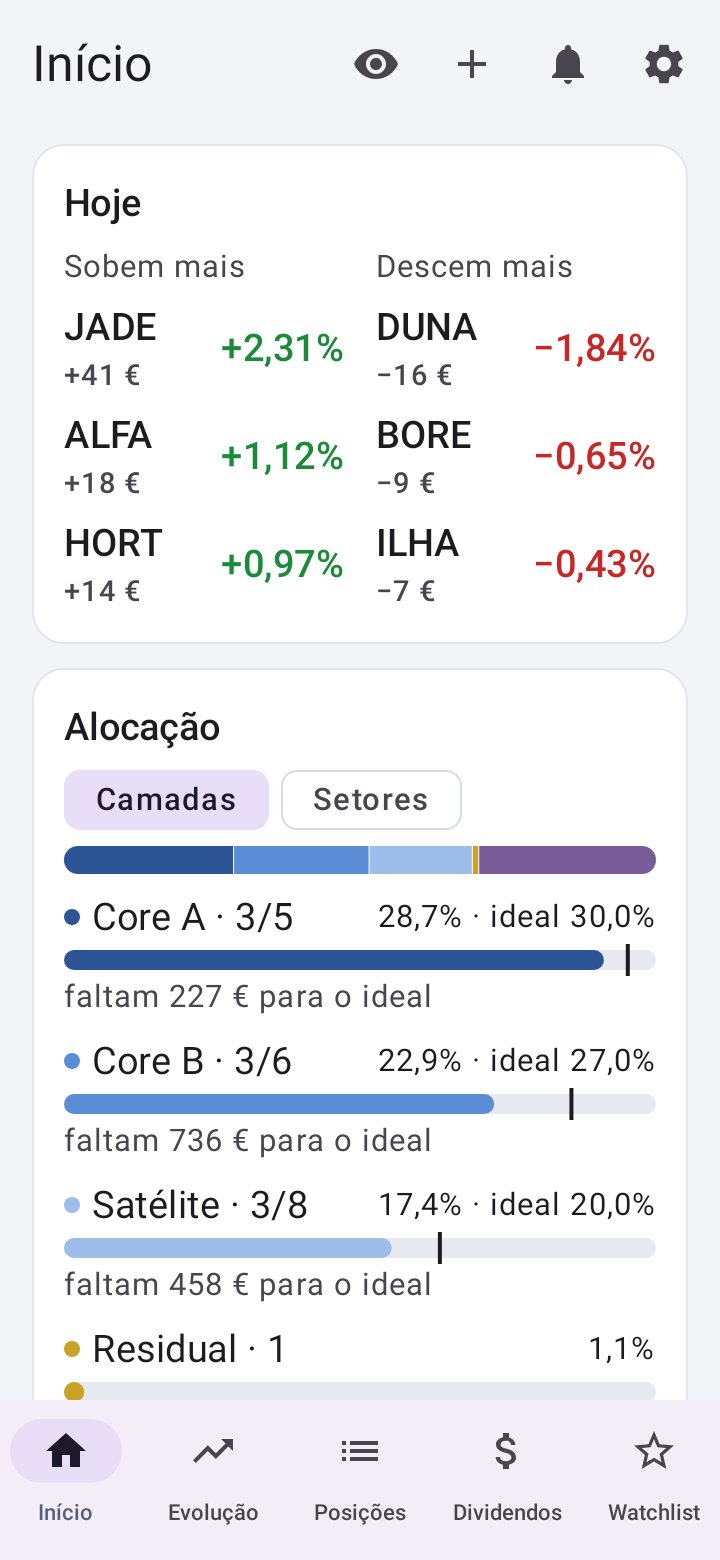 Início
Hoje
Sobem mais
Descem mais
JADE
+41 €
+2,31%
DUNA
−16 €
−1,84%
ALFA
+18 €
+1,12%
BORE
−9 €
−0,65%
HORT
+14 €
+0,97%
ILHA
−7 €
−0,43%
Alocação
Camadas
Setores
Core A · 3/5
28,7% · ideal 30,0%
faltam 227 € para o ideal
Core B · 3/6
22,9% · ideal 27,0%
faltam 736 € para o ideal
Satélite · 3/8
17,4% · ideal 20,0%
faltam 458 € para o ideal
Residual · 1
1,1%
Início
Evolução
Posições
Dividendos
Watchlist